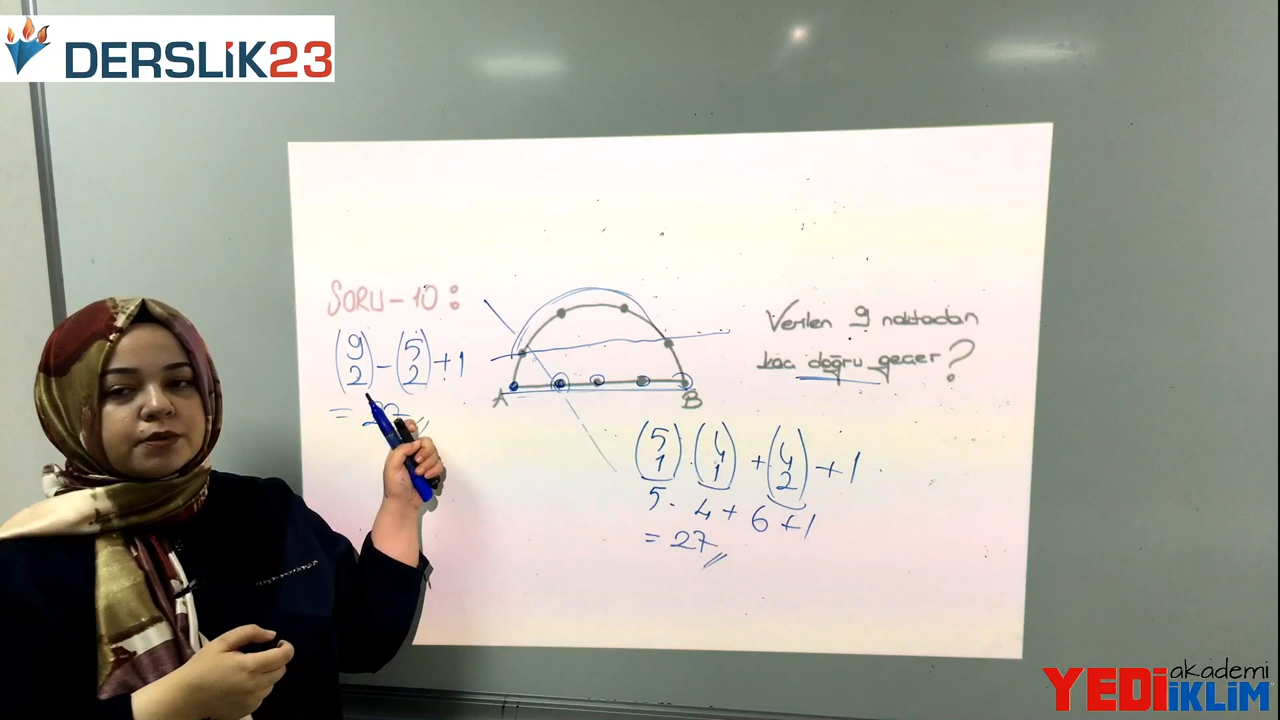 DERSLİK23
SORU-10:
(9 2) - (5 2) + 1
= 27
A
B
Verilen 9 noktadan
kaç doğru geçer?
(5 1) . (4 1) + (4 2) + 1
5 . 4 + 6 + 1
= 27
YEDİ akademi
İKLİM